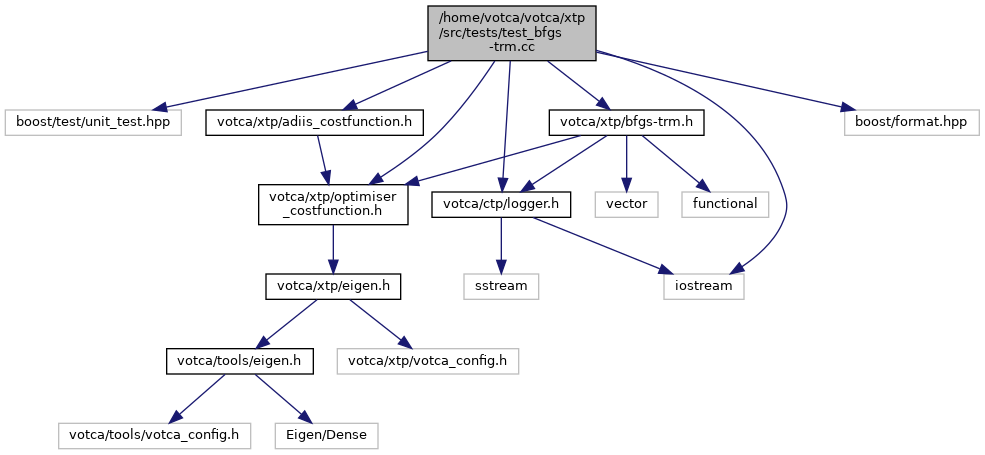 /home/votca/votca/xtp
/src/tests/test_bfgs
-trm.cc
boost/test/unit_test.hpp
votca/xtp/adiis_costfunction.h
votca/xtp/bfgs-trm.h
boost/format.hpp
votca/xtp/optimiser
_costfunction.h
votca/ctp/logger.h
vector
functional
votca/xtp/eigen.h
sstream
iostream
votca/tools/eigen.h
votca/xtp/votca_config.h
votca/tools/votca_config.h
Eigen/Dense